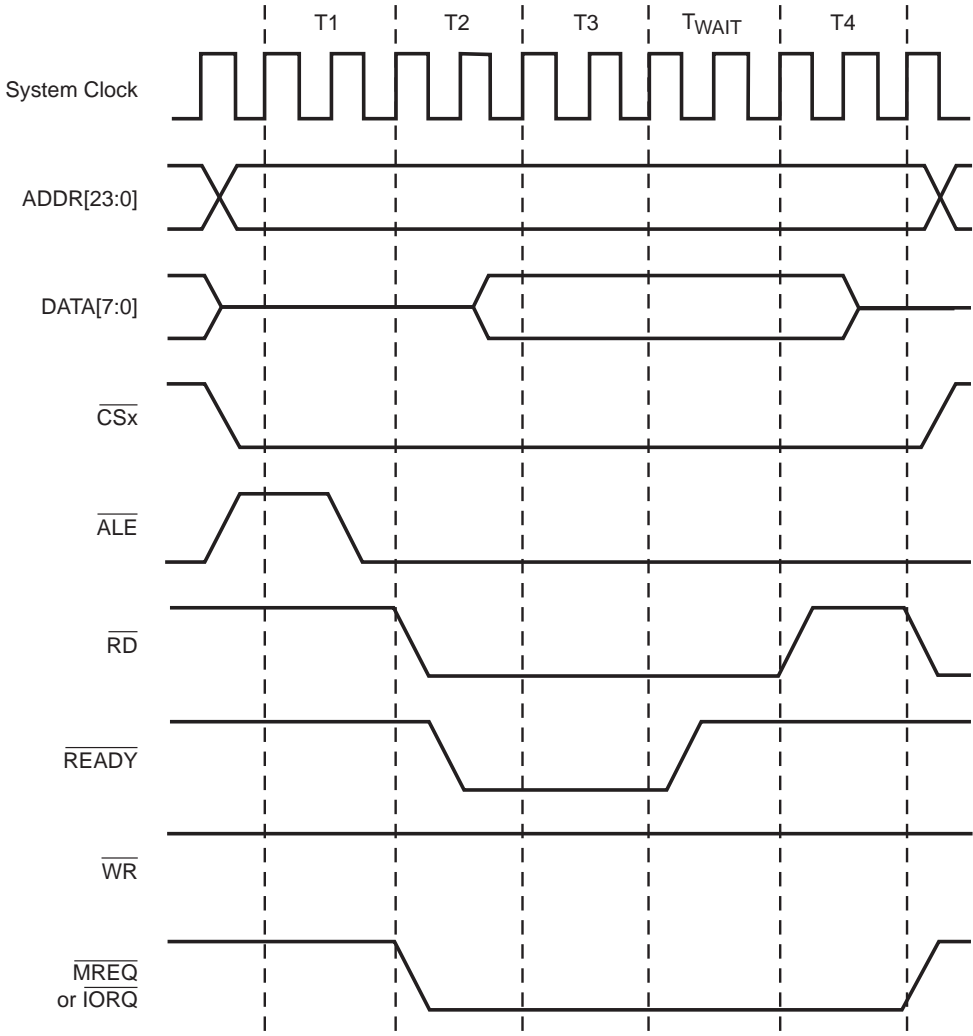 T1 T2 T3 TWAIT T4
System Clock
ADDR[23:0]
DATA[7:0]
CSx
ALE
RD
READY
WR
MREQ
or IORQ